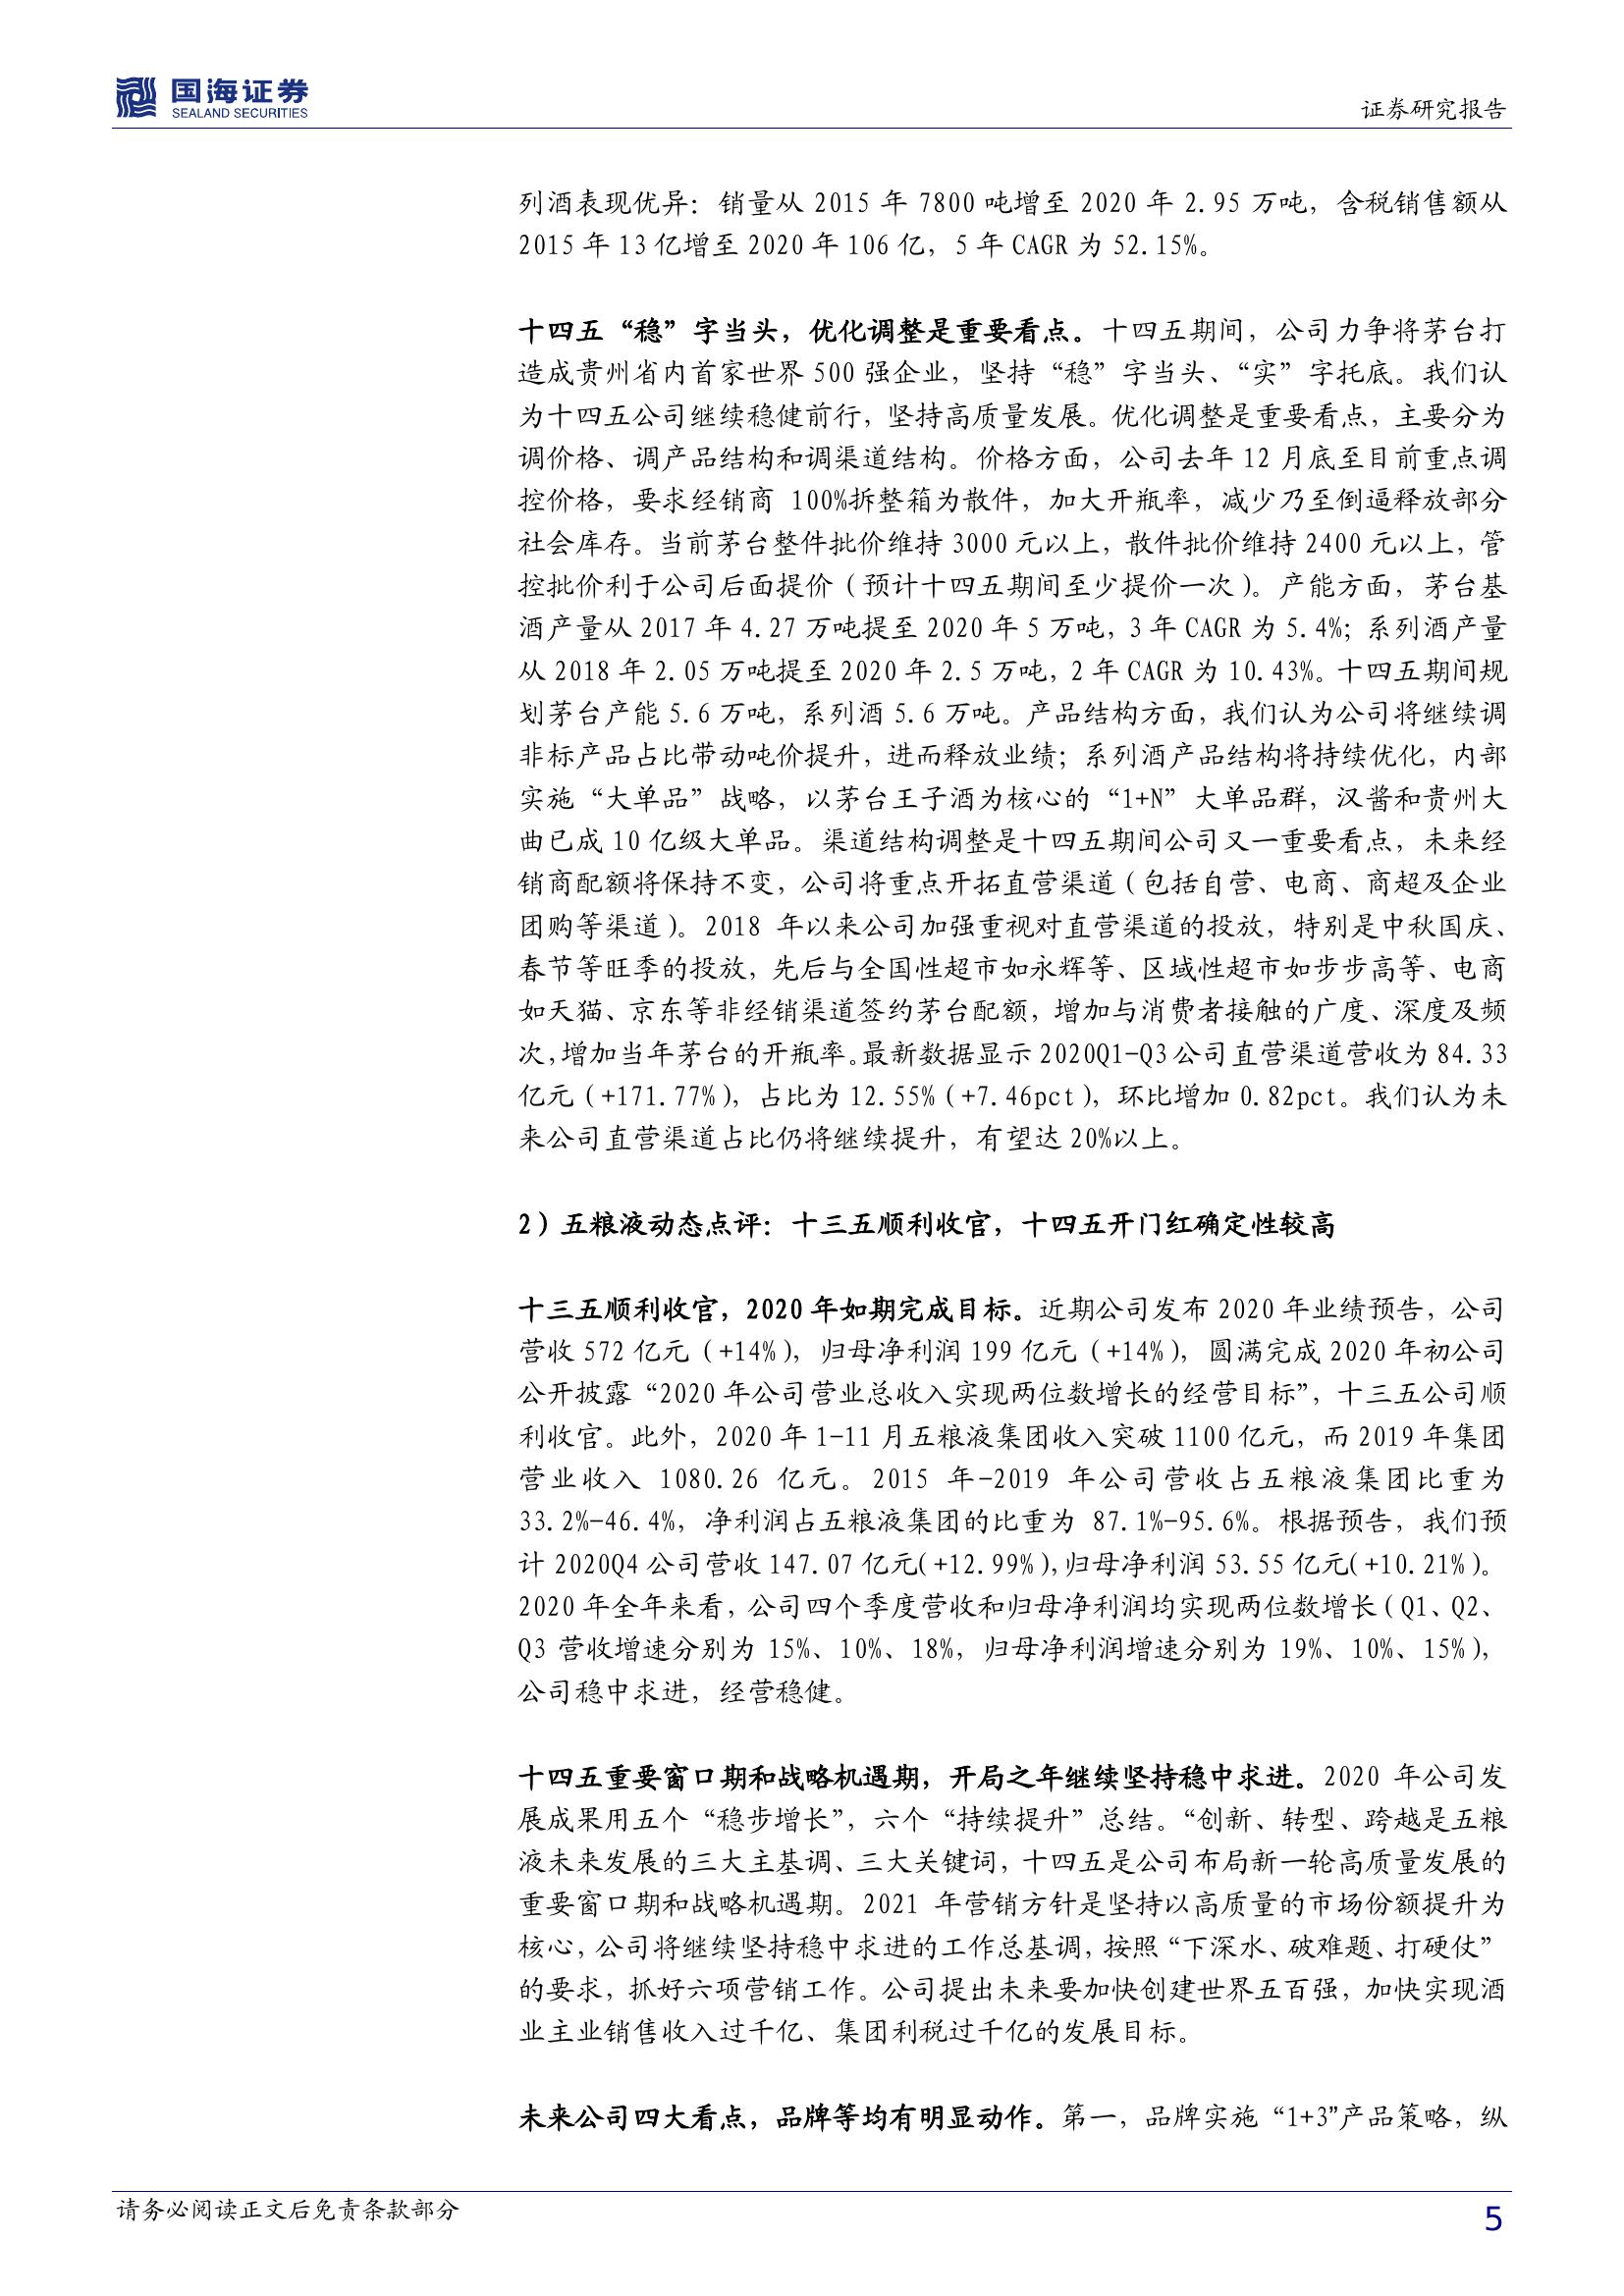 国海证券
SEALAND SECURITIES
证券研究报告
列酒表现优异：销量从 2015 年 7800 吨增至 2020 年 2.95 万吨，含税销售额从
2015 年 13 亿增至 2020 年 106 亿，5 年 CAGR 为 52.15%。
十四五“稳”字当头，优化调整是重要看点。十四五期间，公司力争将茅台打
造成贵州省内首家世界 500 强企业，坚持“稳”字当头、“实”字托底。我们认
为十四五公司继续稳健前行，坚持高质量发展。优化调整是重要看点，主要分为
调价格、调产品结构和调渠道结构。价格方面，公司去年 12 月底至目前重点调
控价格，要求经销商 100%拆整箱为散件，加大开瓶率，减少乃至倒逼释放部分
社会库存。当前茅台整件批价维持 3000 元以上，散件批价维持 2400 元以上，管
控批价利于公司后面提价（预计十四五期间至少提价一次）。产能方面，茅台基
酒产量从 2017 年 4.27 万吨提至 2020 年 5 万吨，3 年 CAGR 为 5.4%；系列酒产量
从 2018 年 2.05 万吨提至 2020 年 2.5 万吨，2 年 CAGR 为 10.43%。十四五期间规
划茅台产能 5.6 万吨，系列酒 5.6 万吨。产品结构方面，我们认为公司将继续调
非标产品占比带动吨价提升，进而释放业绩；系列酒产品结构将持续优化，内部
实施“大单品”战略，以茅台王子酒为核心的“1+N”大单品群，汉酱和贵州大
曲已成 10 亿级大单品。渠道结构调整是十四五期间公司又一重要看点，未来经
销商配额将保持不变，公司将重点开拓直营渠道（包括自营、电商、商超及企业
团购等渠道）。2018 年以来公司加强重视对直营渠道的投放，特别是中秋国庆、
春节等旺季的投放，先后与全国性超市如永辉等、区域性超市如步步高等、电商
如天猫、京东等非经销渠道签约茅台配额，增加与消费者接触的广度、深度及频
次，增加当年茅台的开瓶率。最新数据显示 2020Q1-Q3 公司直营渠道营收为 84.33
亿元（+171.77%），占比为 12.55%（+7.46pct），环比增加 0.82pct。我们认为未
来公司直营渠道占比仍将继续提升，有望达 20%以上。
2）五粮液动态点评：十三五顺利收官，十四五开门红确定性较高
十三五顺利收官，2020 年如期完成目标。近期公司发布 2020 年业绩预告，公司
营收 572 亿元（+14%），归母净利润 199 亿元（+14%），圆满完成 2020 年初公司
公开披露“2020 年公司营业总收入实现两位数增长的经营目标”，十三五公司顺
利收官。此外，2020 年 1-11 月五粮液集团收入突破 1100 亿元，而 2019 年集团
营业收入 1080.26 亿元。2015 年-2019 年公司营收占五粮液集团比重为
33.2%-46.4%，净利润占五粮液集团的比重为 87.1%-95.6%。根据预告，我们预
计 2020Q4 公司营收 147.07 亿元（+12.99%），归母净利润 53.55 亿元（+10.21%）。
2020 年全年来看，公司四个季度营收和归母净利润均实现两位数增长（Q1、Q2、
Q3 营收增速分别为 15%、10%、18%，归母净利润增速分别为 19%、10%、15%），
公司稳中求进，经营稳健。
十四五重要窗口期和战略机遇期，开局之年继续坚持稳中求进。2020 年公司发
展成果用五个“稳步增长”，六个“持续提升”总结。“创新、转型、跨越是五粮
液未来发展的三大主基调、三大关键词，十四五是公司布局新一轮高质量发展的
重要窗口期和战略机遇期。2021 年营销方针是坚持以高质量的市场份额提升为
核心，公司将继续坚持稳中求进的工作总基调，按照“下深水、破难题、打硬仗”
的要求，抓好六项营销工作。公司提出未来要加快创建世界五百强，加快实现酒
业主业销售收入过千亿、集团利税过千亿的发展目标。
未来公司四大看点，品牌等均有明显动作。第一，品牌实施“1+3”产品策略，纵
请务必阅读正文后免责条款部分
5